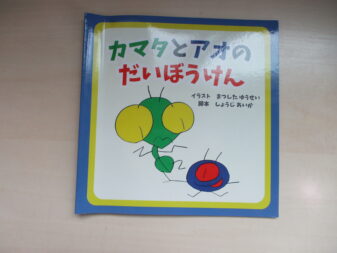 カマタとアオの
だいぼうけん
イラスト　まつしたゆうせい
脚本　しょうじあいか